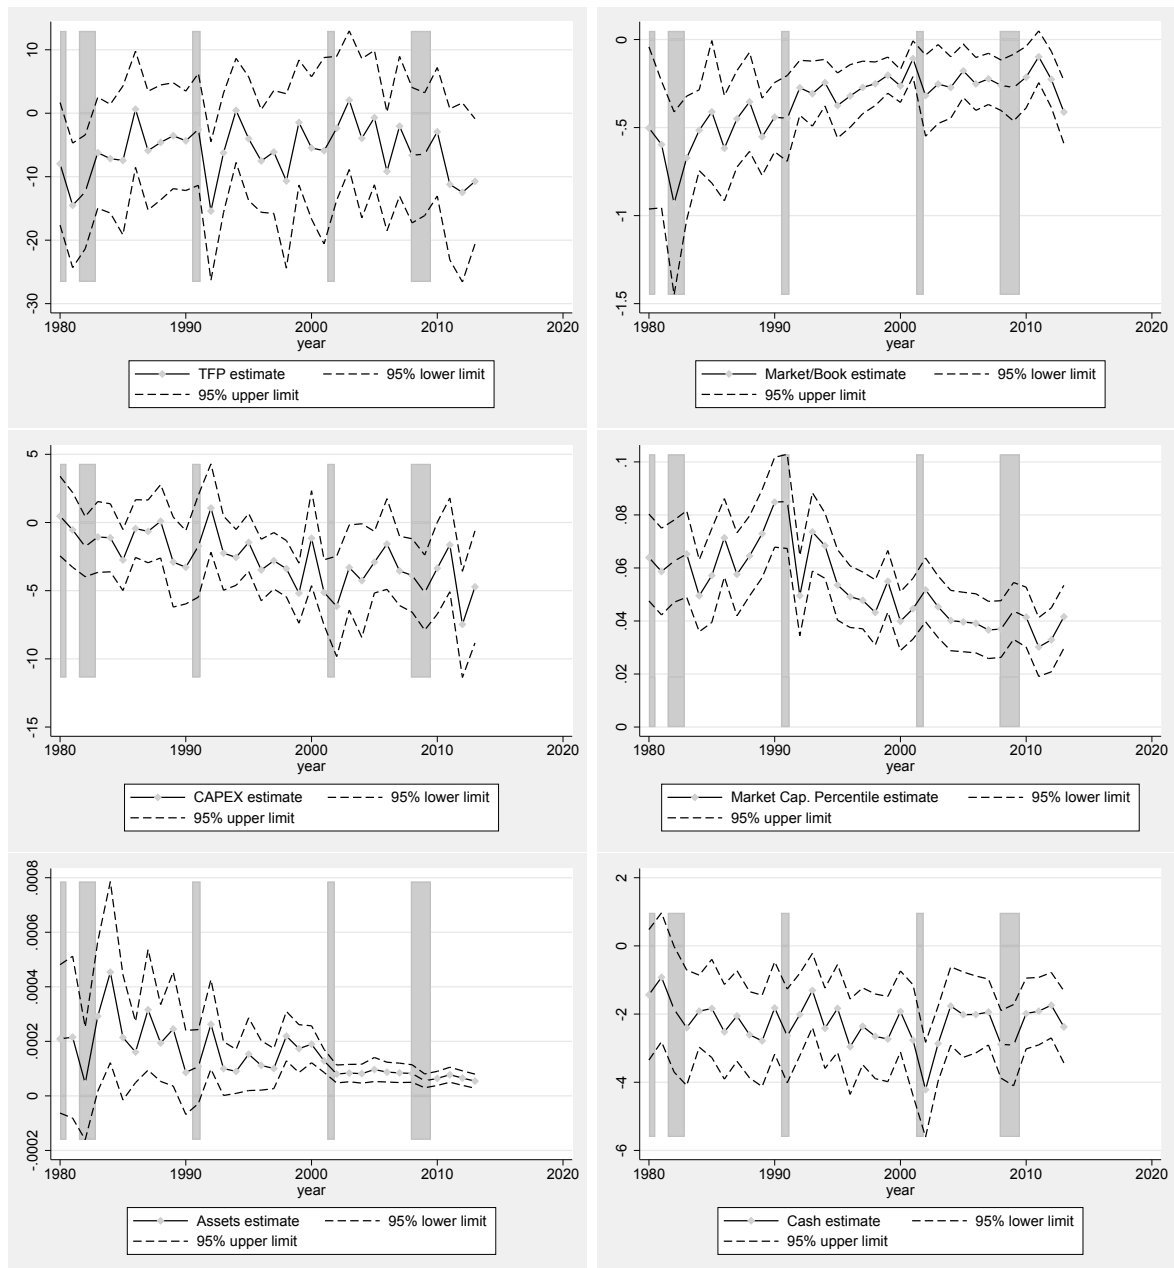 10
0
-10
-20
-30
1980
1990
2000
2010
2020
year
TFP estimate
95% lower limit
95% upper limit
0
-.5
-1
-1.5
1980
1990
2000
2010
2020
year
Market/Book estimate
95% lower limit
95% upper limit
5
0
-5
-10
-15
1980
1990
2000
2010
2020
year
CAPEX estimate
95% lower limit
95% upper limit
.1
.08
.06
.04
.02
0
1980
1990
2000
2010
2020
year
Market Cap. Percentile estimate
95% lower limit
95% upper limit
.0008
.0006
.0004
.0002
0
-.0002
1980
1990
2000
2010
2020
year
Assets estimate
95% lower limit
95% upper limit
2
0
-2
-4
-6
1980
1990
2000
2010
2020
year
Cash estimate
95% lower limit
95% upper limit